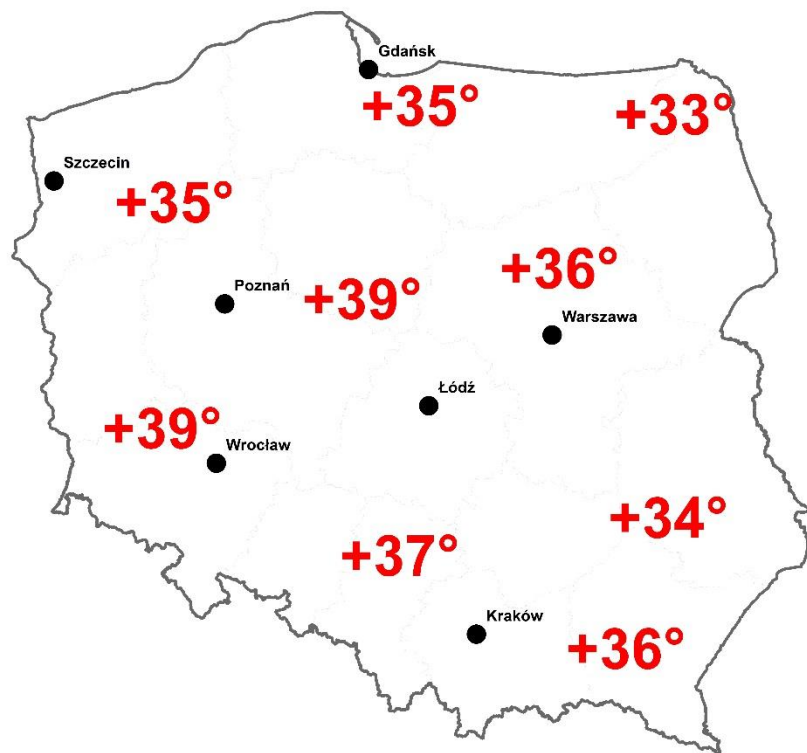 Gdańsk
+35°
+33°
Szczecin
+35°
+36°
Poznań
+39°
Warszawa
Łódź
+39°
Wrocław
+34°
+37°
Kraków
+36°